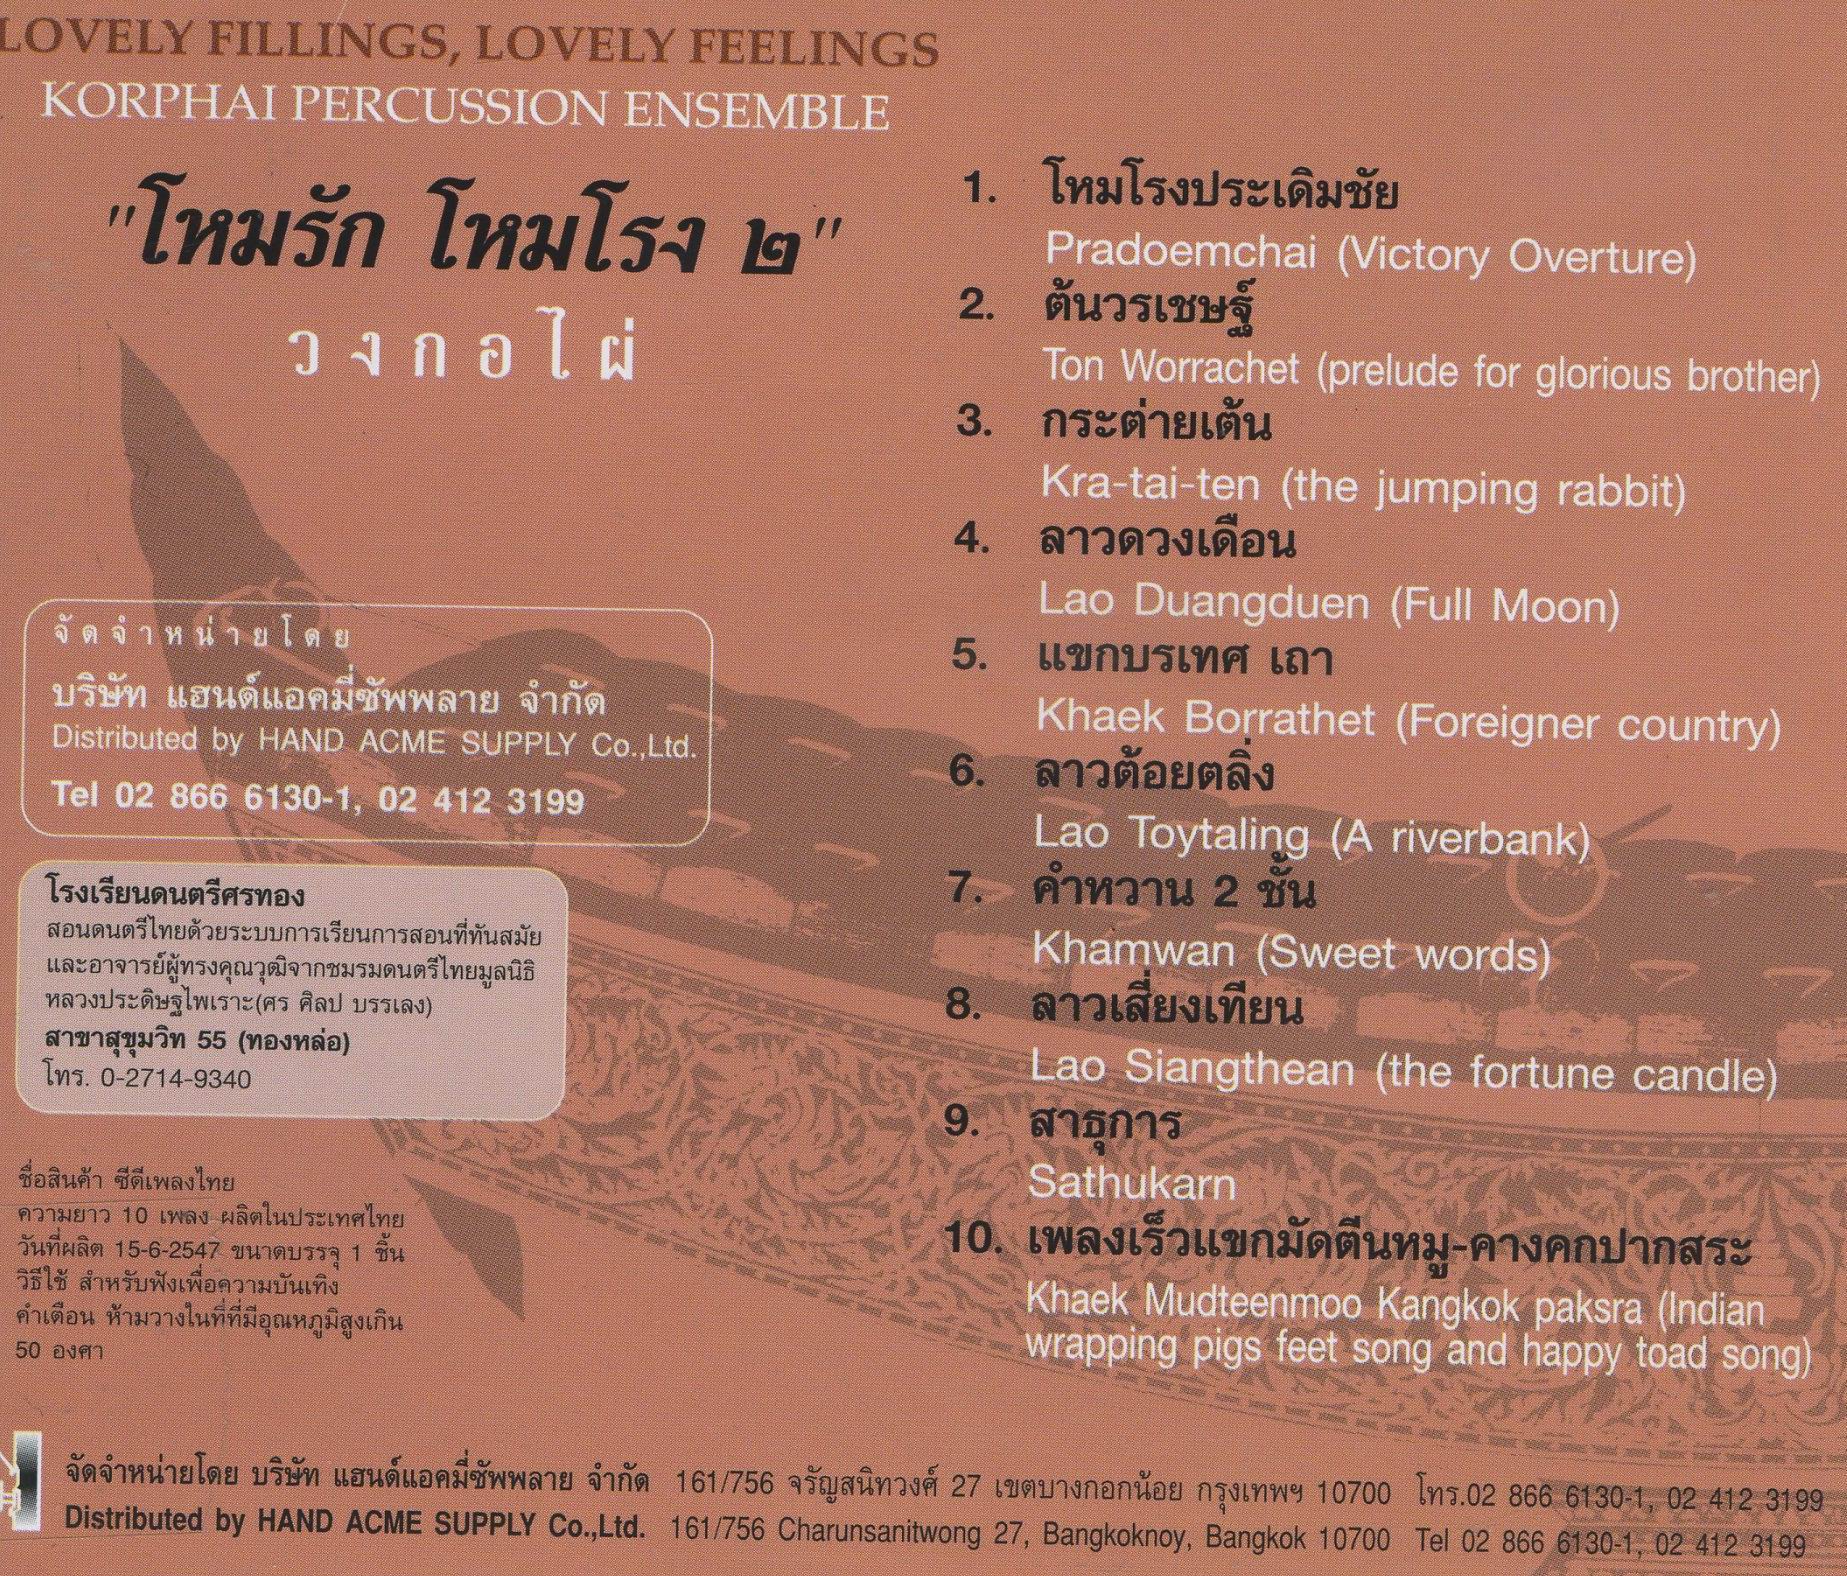 LOVELY FILLINGS, LOVELY FEELINGS
KORPHAI PERCUSSION ENSEMBLE
"โหมรัก โหมโรง ๒"
วงกอไผ่
จัดจำหน่ายโดย
บริษัท แฮนด์แอคมี่ซัพพลาย จำกัด
Distributed by HAND ACME SUPPLY Co.,Ltd.
Tel 02 866 6130-1, 02 412 3199
โรงเรียนดนตรีศรทอง
สอนดนตรีไทยด้วยระบบการเรียนการสอนที่ทันสมัย
และอาจารย์ผู้ทรงคุณวุฒิจากชมรมดนตรีไทยมูลนิธิ
หลวงประดิษฐไพเราะ(ศร ศิลป บรรเลง)
สาขาสุขุมวิท 55 (ทองหล่อ)
โทร. 0-2714-9340
ชื่อสินค้า ซีดีเพลงไทย
ความยาว 10 เพลง ผลิตในประเทศไทย
วันที่ผลิต 15-6-2547 ขนาดบรรจุ 1 ชิ้น
วิธีใช้ สำหรับฟังเพื่อความบันเทิง
คำเตือน ห้ามวางในที่ที่มีอุณหภูมิสูงเกิน
50 องศา
1. โหมโรงประเดิมชัย
Pradoemchai (Victory Overture)
2. ต้นวรเชษฐ์
Ton Worrachet (prelude for glorious brother)
3. กระต่ายเต้น
Kra-tai-ten (the jumping rabbit)
4. ลาวดวงเดือน
Lao Duangduen (Full Moon)
5. แขกบรเทศ เถา
Khaek Borrathet (Foreigner country)
6. ลาวต้อยตลิ่ง
Lao Toytaling (A riverbank)
7. คำหวาน 2 ชั้น
Khamwan (Sweet words)
8. ลาวเสี่ยงเทียน
Lao Siangthean (the fortune candle)
9. สาธุการ
Sathukarn
10. เพลงเร็วแขกมัดตีนหมู-คางคกปากสระ
Khaek Mudteenmoo Kangkok paksra (Indian
wrapping pigs feet song and happy toad song)
จัดจำหน่ายโดย บริษัท แฮนด์แอคมี่ซัพพลาย จำกัด 161/756 จรัญสนิทวงศ์ 27 เขตบางกอกน้อย กรุงเทพฯ 10700 โทร.02 866 6130-1, 02 412 3199
Distributed by HAND ACME SUPPLY Co.,Ltd. 161/756 Charunsanitwong 27, Bangkoknoy, Bangkok 10700 Tel 02 866 6130-1, 02 412 3199